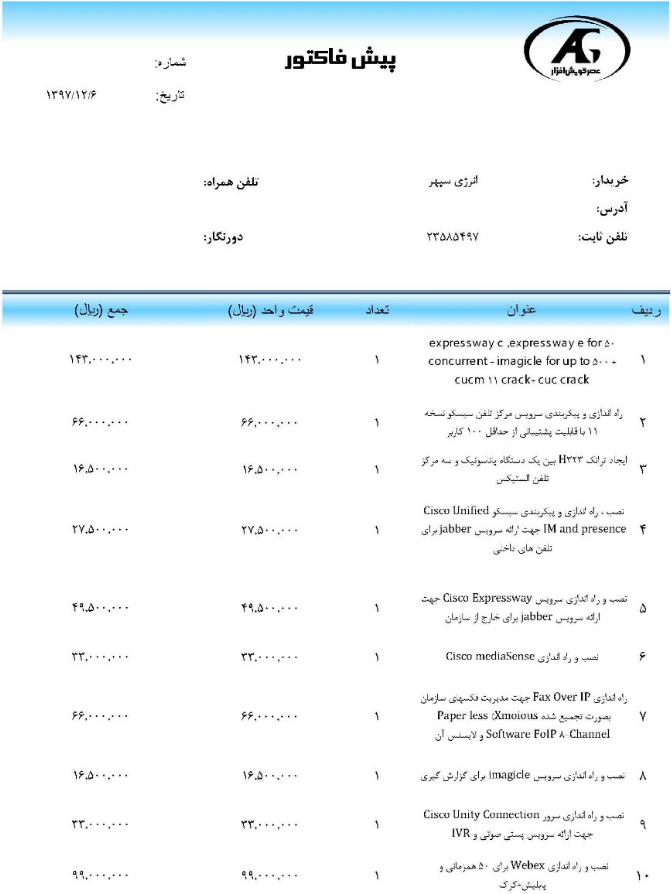 AG
عصر گویش افزار
پیش فاکتور
شماره:
تاریخ: ۱۳۹۷/۱۲/۶
خریدار: انرژی سپهر تلفن همراه:
آدرس:
تلفن ثابت: ۲۳۵۸۵۴۹۷ دورنگار:
ردیف عنوان تعداد قیمت واحد (ریال) جمع (ریال)
expressway c ,expressway e for ۵۰
۱ concurrent - imagicle for up to ۵۰۰ + ۱ ۱۴۳,۰۰۰,۰۰۰ ۱۴۳,۰۰۰,۰۰۰
cucm ۱۱ crack+ cuc crack
۲ راه اندازی و پیکربندی سرویس مرکز تلفن سیسکو نسخه ۱ ۶۶,۰۰۰,۰۰۰ ۶۶,۰۰۰,۰۰۰
۱۱ با قابلیت پشتیبانی از حداقل ۱۰۰ کاربر
۳ ایجاد ترانک H۳۲۳ بین یک دستگاه پاناسونیک و سه مرکز ۱ ۱۶,۵۰۰,۰۰۰ ۱۶,۵۰۰,۰۰۰
تلفن الستیکس
نصب ، راه اندازی و پیکربندی سیسکو Cisco Unified
۴ IM and presence جهت ارائه سرویس jabber برای ۱ ۲۷,۵۰۰,۰۰۰ ۲۷,۵۰۰,۰۰۰
تلفن های داخلی
۵ نصب و راه اندازی سرویس Cisco Expressway جهت ۱ ۴۹,۵۰۰,۰۰۰ ۴۹,۵۰۰,۰۰۰
ارائه سرویس jabber برای خارج از سازمان
۶ نصب و راه اندازی Cisco mediaSense ۱ ۳۳,۰۰۰,۰۰۰ ۳۳,۰۰۰,۰۰۰
راه اندازی Fax Over IP جهت مدیریت فکسهای سازمان
۷ بصورت تجمیع شده Paper less (Xmoious ۱ ۶۶,۰۰۰,۰۰۰ ۶۶,۰۰۰,۰۰۰
Software FoIP ۸-Channel و لایسنس آن
۸ نصب و راه اندازی سرویس imagicle برای گزارش گیری ۱ ۱۶,۵۰۰,۰۰۰ ۱۶,۵۰۰,۰۰۰
۹ نصب و راه اندازی سرور Cisco Unity Connection ۱ ۳۳,۰۰۰,۰۰۰ ۳۳,۰۰۰,۰۰۰
جهت ارائه سرویس پستی صوتی و IVR
۱۰ نصب و راه اندازی Webex برای ۵۰ همزمانی و ۱ ۹۹,۰۰۰,۰۰۰ ۹۹,۰۰۰,۰۰۰
پبلیش+کرک